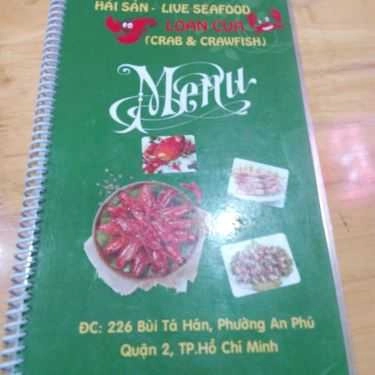 HẢI SẢN - LIVE SEAFOOD
LOAN CUA
(CRAB & CRAWFISH)
Menu
ĐC: 226 Bùi Tá Hán, Phường An Phú
Quận 2, TP.Hồ Chí Minh